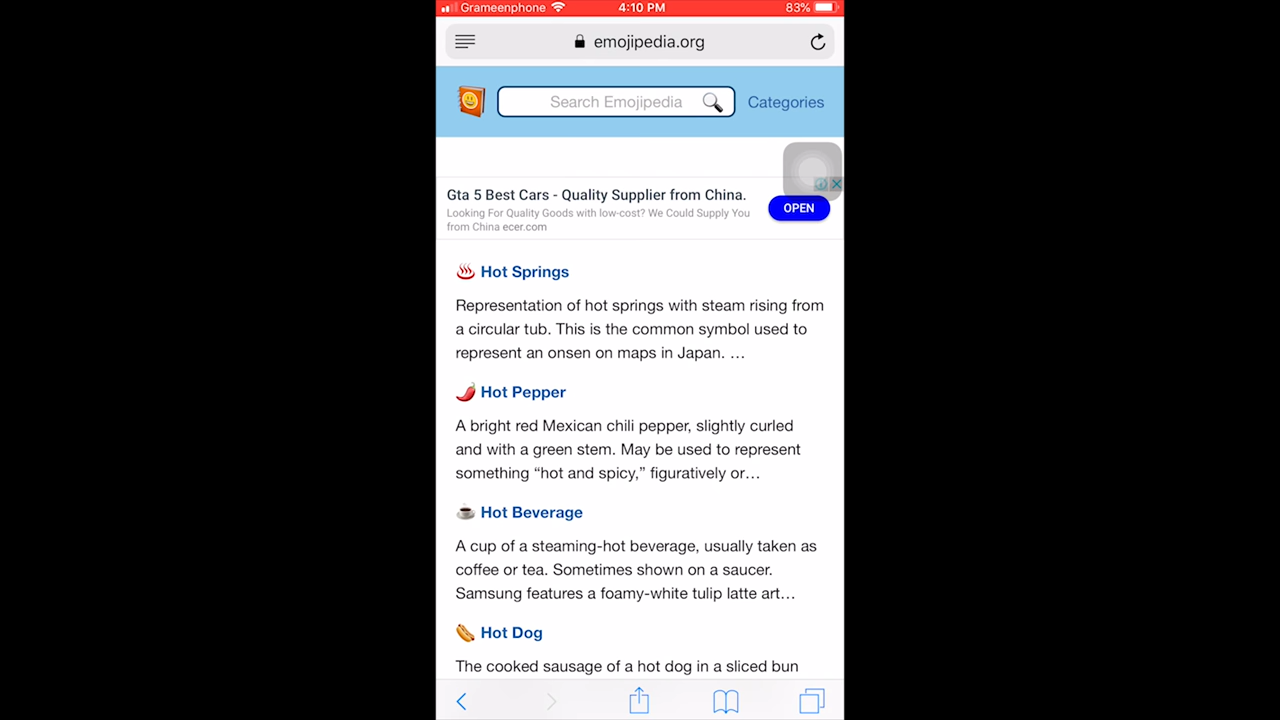 Grameenphone 4:10 PM 83%
emojipedia.org
Search Emojipedia Categories
Gta 5 Best Cars - Quality Supplier from China.
Looking For Quality Goods with low-cost? We Could Supply You
from China ecer.com
OPEN
Hot Springs
Representation of hot springs with steam rising from
a circular tub. This is the common symbol used to
represent an onsen on maps in Japan. …
Hot Pepper
A bright red Mexican chili pepper, slightly curled
and with a green stem. May be used to represent
something “hot and spicy,” figuratively or…
Hot Beverage
A cup of a steaming-hot beverage, usually taken as
coffee or tea. Sometimes shown on a saucer.
Samsung features a foamy-white tulip latte art…
Hot Dog
The cooked sausage of a hot dog in a sliced bun